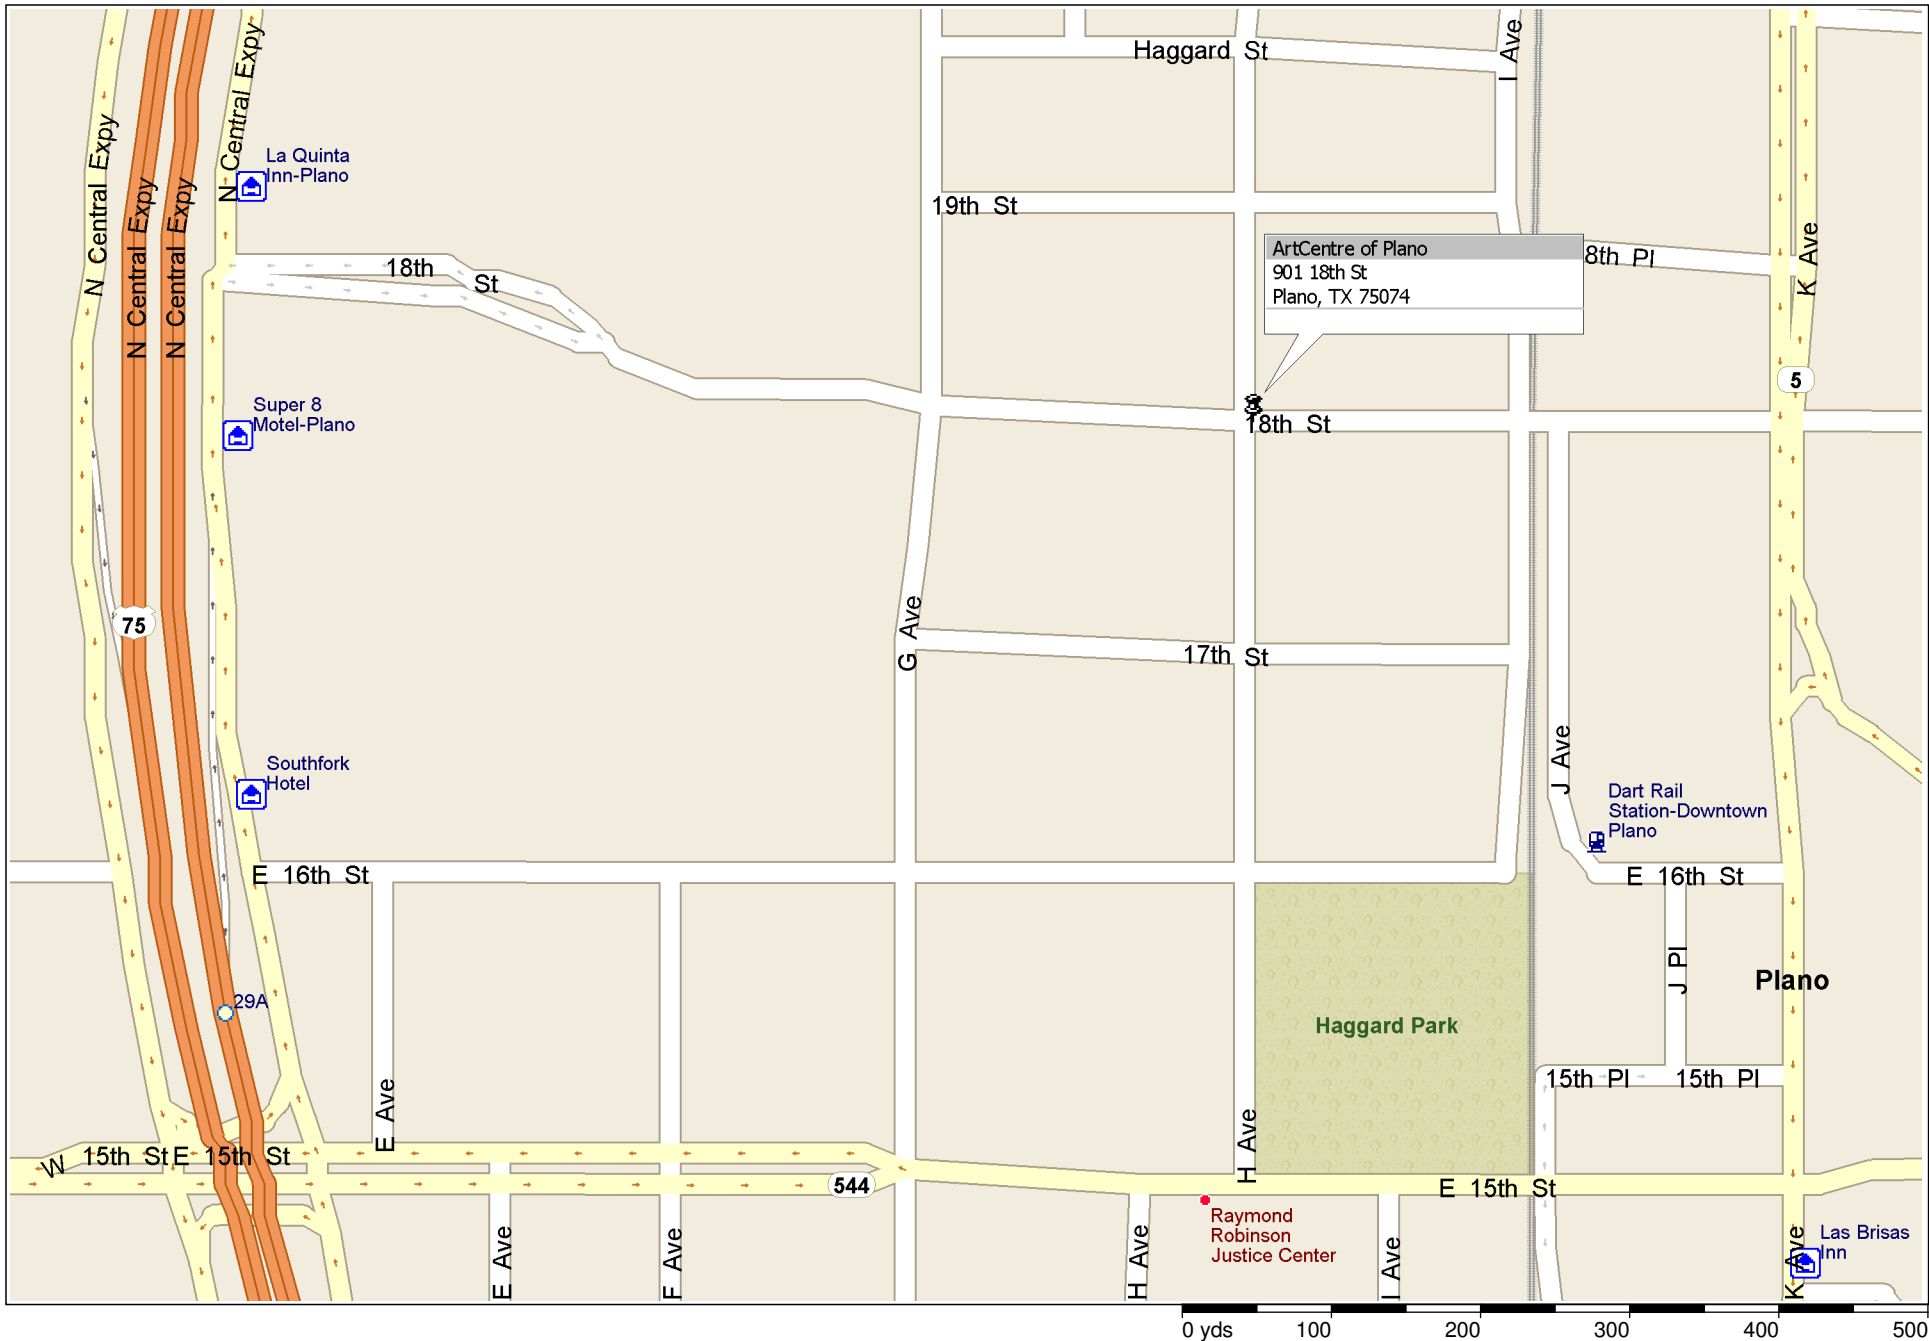 Haggard St
I Ave
N Central Expy
N Central Expy
N Central Expy
N Central Expy
La Quinta
Inn-Plano
19th St
ArtCentre of Plano
901 18th St
Plano, TX 75074
8th Pl
K Ave
18th
St
5
Super 8
Motel-Plano
18th St
75
G Ave
17th St
Southfork
Hotel
J Ave
Dart Rail
Station-Downtown
Plano
E 16th St
E 16th St
J Pl
Plano
29A
Haggard Park
15th Pl
15th Pl
E Ave
H Ave
W 15th St
E 15th St
544
E 15th St
Raymond
Robinson
Justice Center
E Ave
F Ave
H Ave
I Ave
K Ave
Las Brisas
Inn
0 yds 100 200 300 400 500